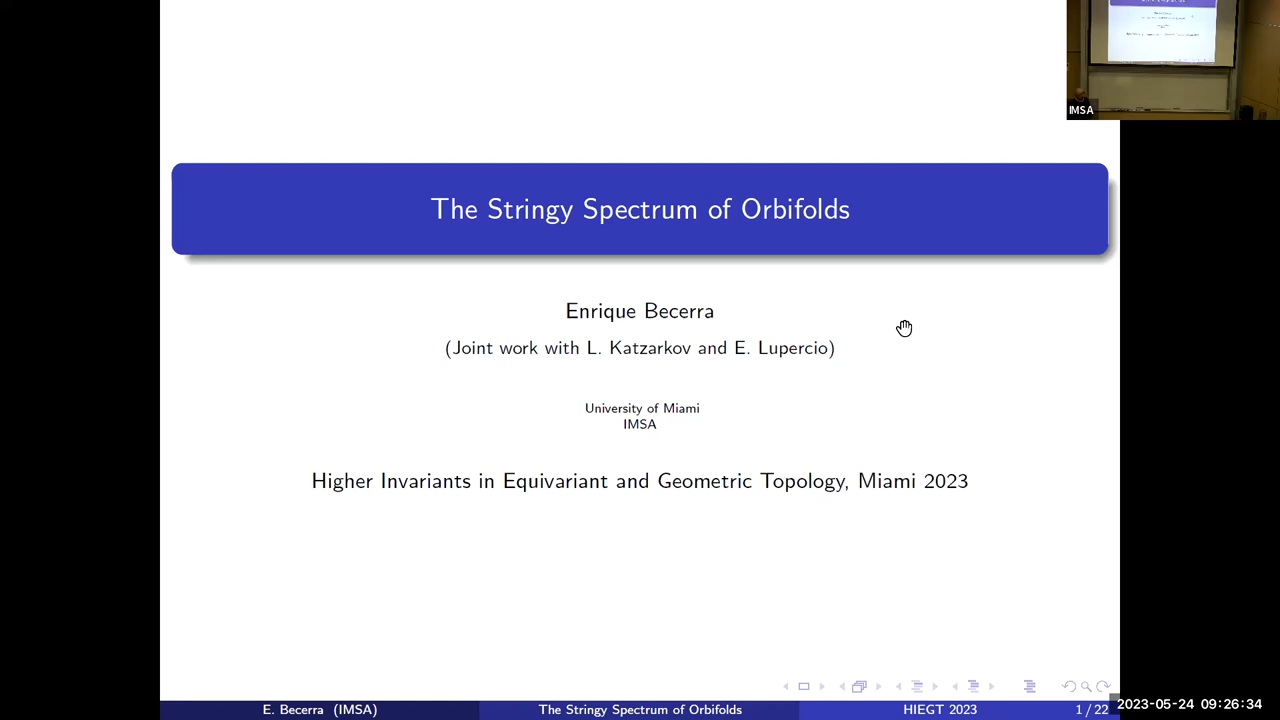 IMSA
The Stringy Spectrum of Orbifolds
Enrique Becerra
(Joint work with L. Katzarkov and E. Lupercio)
University of Miami
IMSA
Higher Invariants in Equivariant and Geometric Topology, Miami 2023
E. Becerra (IMSA) The Stringy Spectrum of Orbifolds HIEGT 2023 1 / 22
2023-05-24 09:26:34